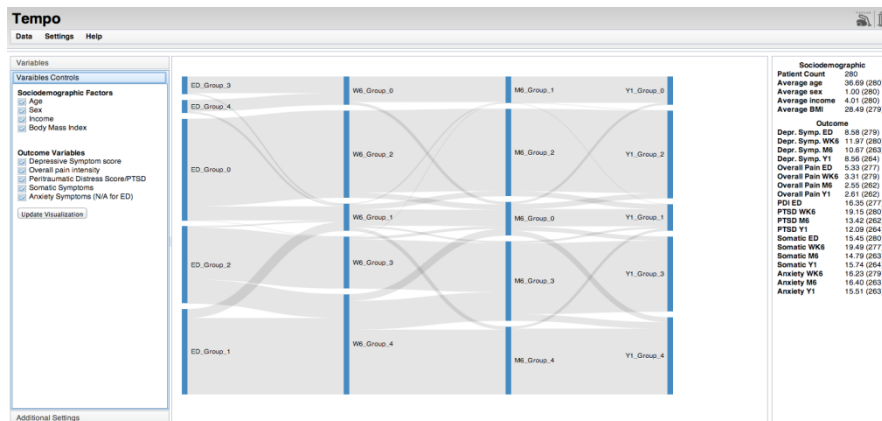 Tempo
Data Settings Help
Variables
Varaibles Controls
Sociodemographic Factors
Age
Sex
Income
Body Mass Index
Outcome Variables
Depressive Symptom score
Overall pain intensity
Peritraumatic Distress Score/PTSD
Somatic Symptoms
Anxiety Symptoms (N/A for ED)
Update Visualization
Additional Settings
ED_Group_3
ED_Group_4
ED_Group_0
ED_Group_2
ED_Group_1
W6_Group_0
W6_Group_2
W6_Group_1
W6_Group_3
W6_Group_4
M6_Group_1
M6_Group_2
M6_Group_0
M6_Group_3
M6_Group_4
Y1_Group_0
Y1_Group_2
Y1_Group_1
Y1_Group_3
Y1_Group_4
Sociodemographic
Patient Count 280
Average age 36.69 (280
Average sex 1.00 (280)
Average income 4.01 (280)
Average BMI 28.49 (279
Outcome
Depr. Symp. ED 8.58 (279)
Depr. Symp. WK6 11.97 (280
Depr. Symp. M6 10.67 (263
Depr. Symp. Y1 8.56 (264)
Overall Pain ED 5.33 (277)
Overall Pain WK6 3.31 (279)
Overall Pain M6 2.55 (262)
Overall Pain Y1 2.61 (262)
PDI ED 16.35 (277
PTSD WK6 19.15 (280
PTSD M6 13.42 (262
PTSD Y1 12.09 (264
Somatic ED 15.45 (280
Somatic WK6 19.49 (277
Somatic M6 14.79 (263
Somatic Y1 15.74 (264
Anxiety WK6 16.23 (279
Anxiety M6 16.40 (263
Anxiety Y1 15.51 (263